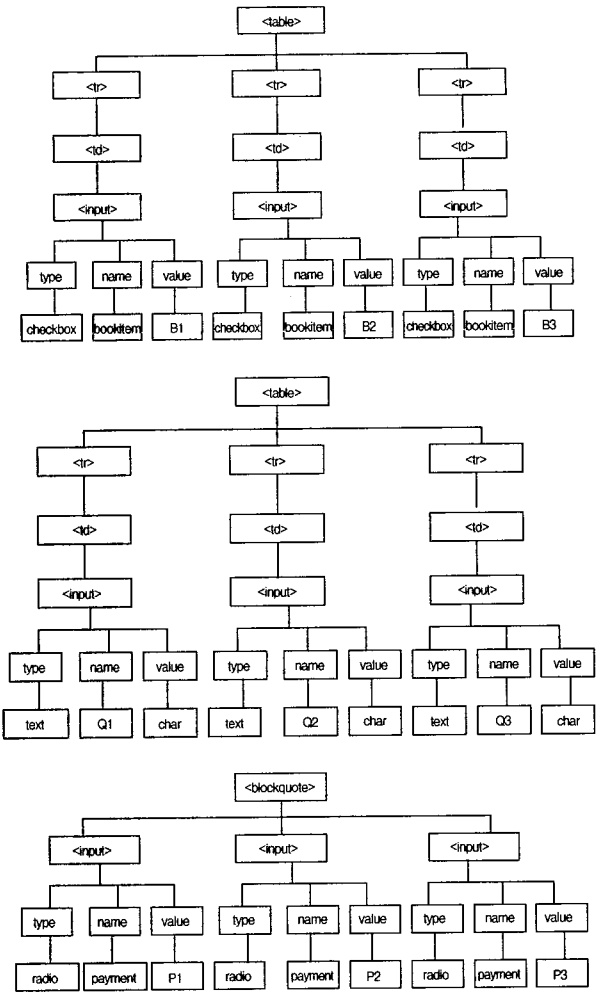 <table>
<tr> <tr> <tr>
<td> <td> <td>
<input> <input> <input>
type name value type name value type name value
checkbox bookitem B1 checkbox bookitem B2 checkbox bookitem B3
<table>
<tr> <tr> <tr>
<td> <td> <td>
<input> <input> <input>
type name value type name value type name value
text Q1 char text Q2 char text Q3 char
<blockquote>
<input> <input> <input>
type name value type name value type name value
radio payment P1 radio payment P2 radio payment P3